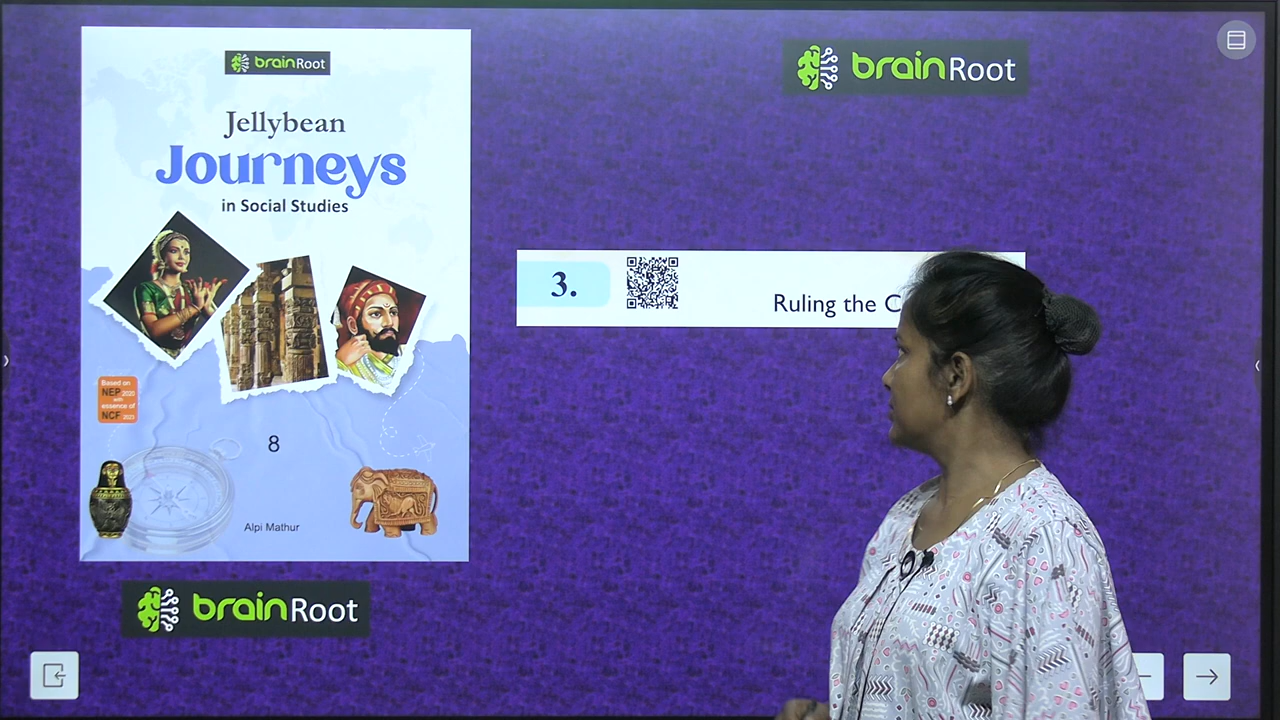 brainRoot
Jellybean
Journeys
in Social Studies
Based on
NEP 2020
with
essence of
NCF 2023
8
Alpi Mathur
brainRoot
brainRoot
3.
Ruling the